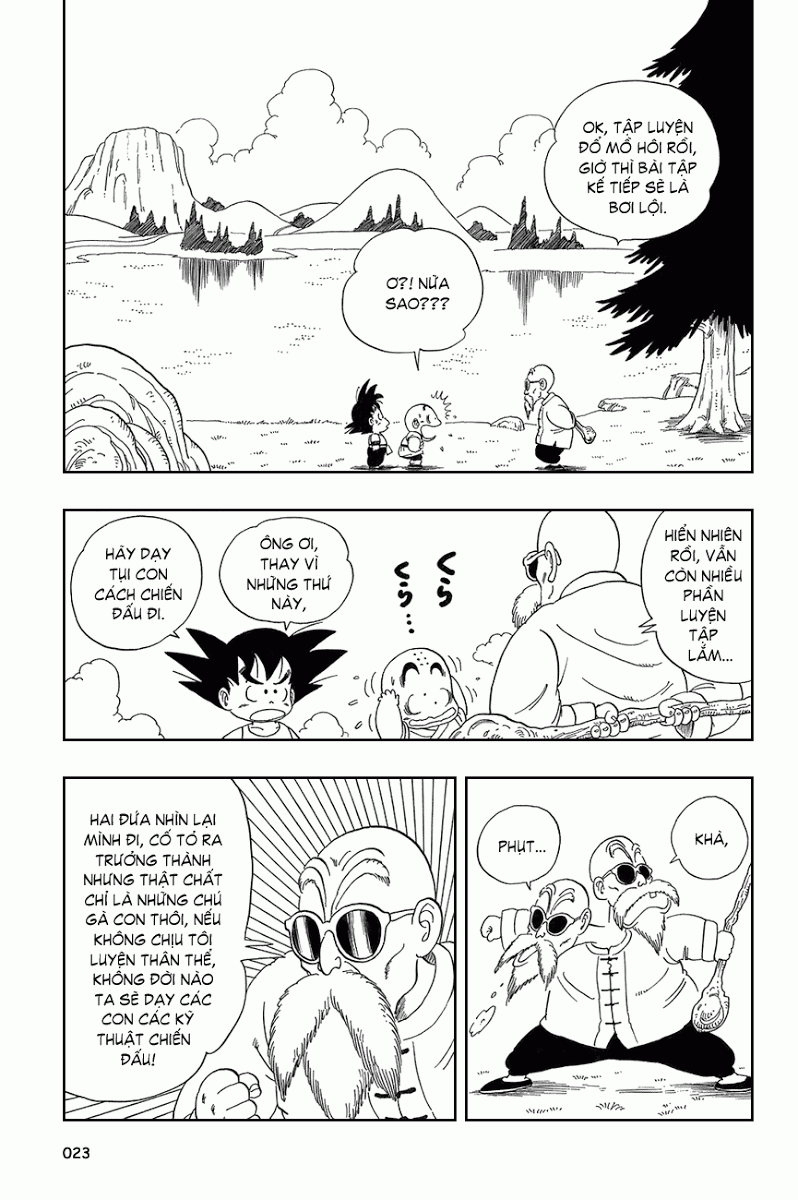 OK, TẬP LUYỆN
ĐỔ MỒ HÔI RỒI,
GIỜ THÌ BÀI TẬP
KẾ TIẾP SẼ LÀ
BƠI LỘI.
Ơ?! NỮA
SAO???
HIỂN NHIÊN
RỒI, VẪN
CÒN NHIỀU
PHẦN
LUYỆN
TẬP
LẮM...
くら
くら…
ÔNG ƠI,
THAY VÌ
NHỮNG THỨ
NÀY,
HÃY DẠY
TỤI CON
CÁCH CHIẾN
ĐẤU ĐI.
HAI ĐỨA NHÌN LẠI
MÌNH ĐI, CỐ TỎ RA
TRƯỞNG THÀNH
NHƯNG THẬT CHẤT
CHỈ LÀ NHỮNG CHÚ
GÀ CON THÔI, NẾU
KHÔNG CHỊU TÔI
LUYỆN THÂN THỂ,
KHÔNG ĐỜI NÀO
TA SẼ DẠY CÁC
CON CÁC KỸ
THUẬT CHIẾN
ĐẤU!
KHÀ,
PHỤT...
023